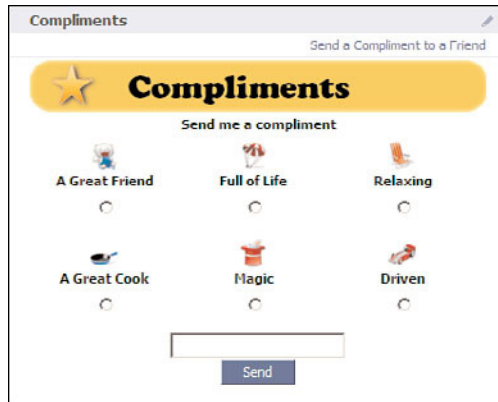 Compliments
Send a Compliment to a Friend
Compliments
Send me a compliment
A Great Friend Full of Life Relaxing
A Great Cook Magic Driven
Send